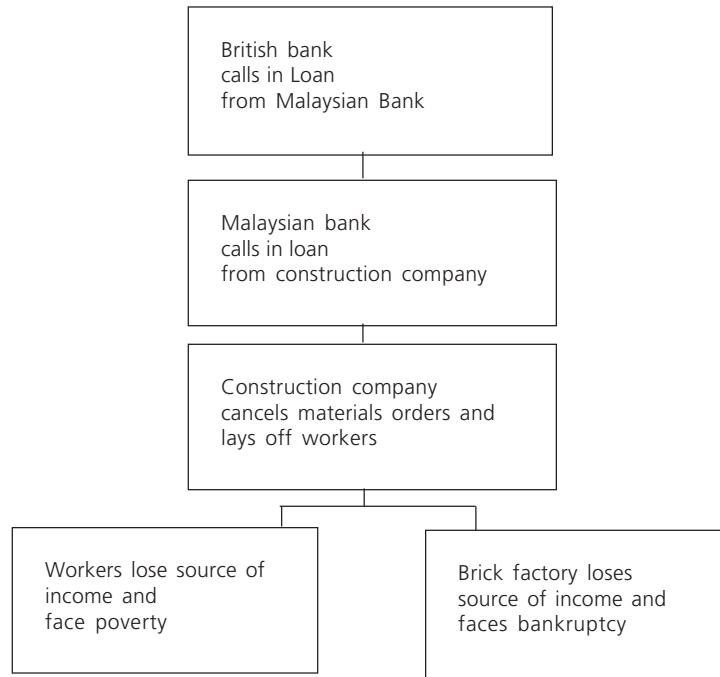 British bank
calls in Loan
from Malaysian Bank
Malaysian bank
calls in loan
from construction company
Construction company
cancels materials orders and
lays off workers
Workers lose source of
income and
face poverty
Brick factory loses
source of income and
faces bankruptcy